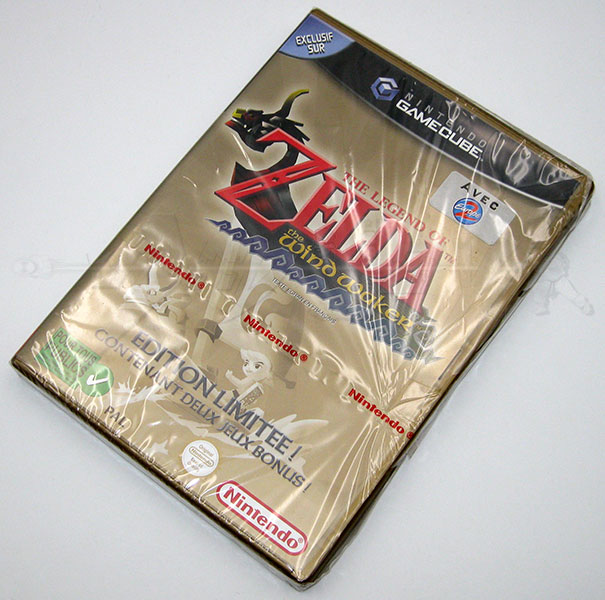 EXCLUSIF
SUR
NINTENDO
GAMECUBE
AVEC
THE LEGEND OF
ZELDA
the
Wind Waker
Nintendo®
Nintendo®
Nintendo®
EDITION LIMITEE !
CONTENANT DEUX JEUX BONUS !
PAL
Nintendo